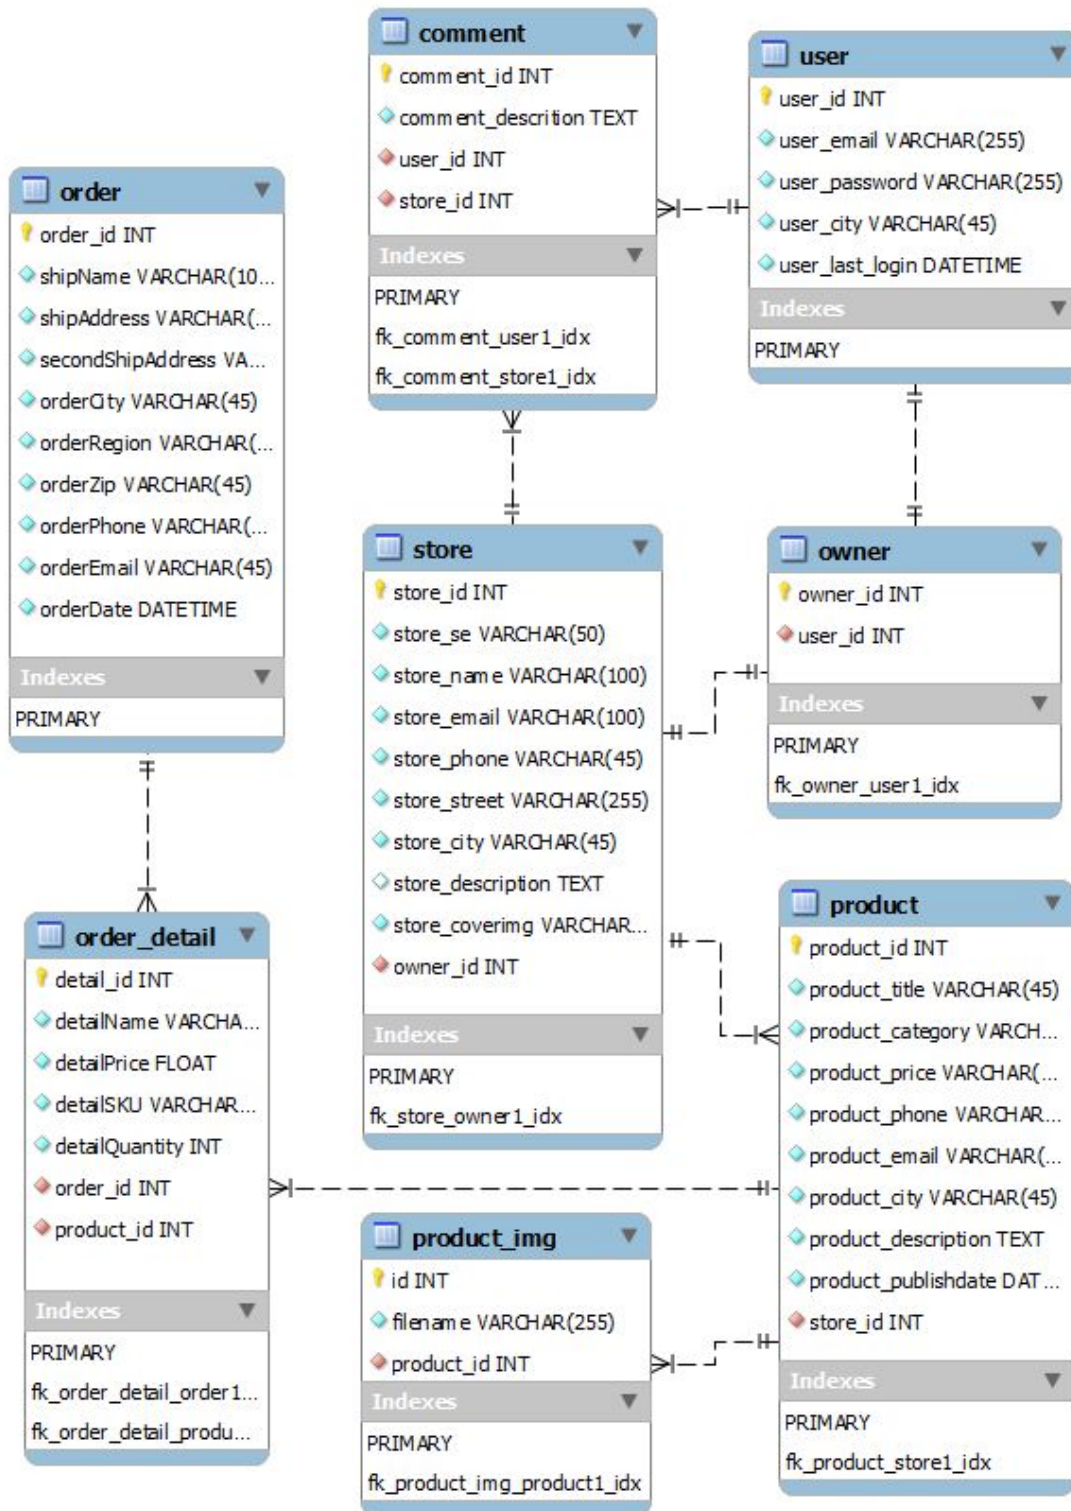 comment
comment_id INT
comment_descrition TEXT
user_id INT
store_id INT
Indexes
PRIMARY
fk_comment_user1_idx
fk_comment_store1_idx
user
user_id INT
user_email VARCHAR(255)
user_password VARCHAR(255)
user_city VARCHAR(45)
user_last_login DATETIME
Indexes
PRIMARY
order
order_id INT
shipName VARCHAR(10...
shipAddress VARCHAR(...
secondShipAddress VA...
orderCity VARCHAR(45)
orderRegion VARCHAR(...
orderZip VARCHAR(45)
orderPhone VARCHAR(...
orderEmail VARCHAR(45)
orderDate DATETIME
Indexes
PRIMARY
store
store_id INT
store_se VARCHAR(50)
store_name VARCHAR(100)
store_email VARCHAR(100)
store_phone VARCHAR(45)
store_street VARCHAR(255)
store_city VARCHAR(45)
store_description TEXT
store_coverimg VARCHAR...
owner_id INT
Indexes
PRIMARY
fk_store_owner1_idx
owner
owner_id INT
user_id INT
Indexes
PRIMARY
fk_owner_user1_idx
order_detail
detail_id INT
detailName VARCHA...
detailPrice FLOAT
detailSKU VARCHAR...
detailQuantity INT
order_id INT
product_id INT
Indexes
PRIMARY
fk_order_detail_order1...
fk_order_detail_produ...
product
product_id INT
product_title VARCHAR(45)
product_category VARCH...
product_price VARCHAR(...
product_phone VARCHAR...
product_email VARCHAR(...
product_city VARCHAR(45)
product_description TEXT
product_publishdate DAT...
store_id INT
Indexes
PRIMARY
fk_product_store1_idx
product_img
id INT
filename VARCHAR(255)
product_id INT
Indexes
PRIMARY
fk_product_img_product1_idx